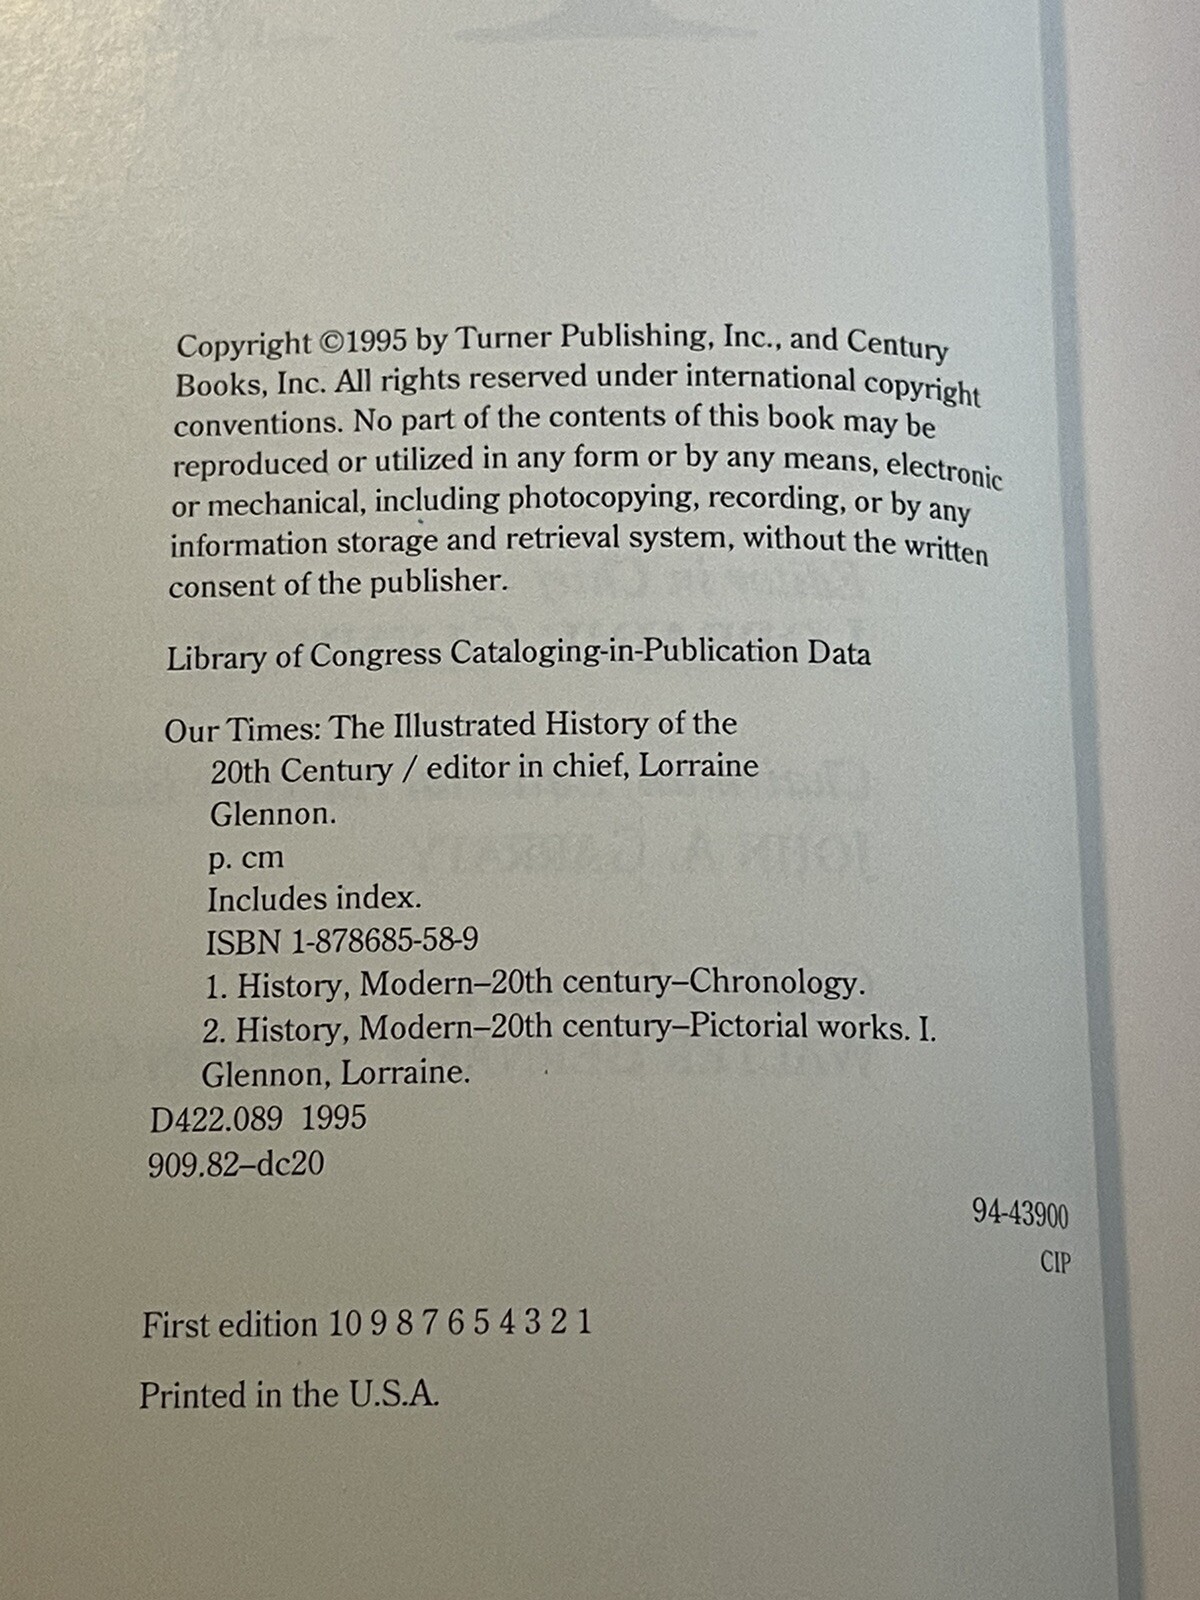 Copyright ©1995 by Turner Publishing, Inc., and Century
Books, Inc. All rights reserved under international copyright
conventions. No part of the contents of this book may be
reproduced or utilized in any form or by any means, electronic
or mechanical, including photocopying, recording, or by any
information storage and retrieval system, without the written
consent of the publisher.
Library of Congress Cataloging-in-Publication Data
Our Times: The Illustrated History of the
20th Century / editor in chief, Lorraine
Glennon.
p. cm
Includes index.
ISBN 1-878685-58-9
1. History, Modern–20th century–Chronology.
2. History, Modern–20th century–Pictorial works. I.
Glennon, Lorraine.
D422.089 1995
909.82–dc20
94-43900
CIP
First edition 10 9 8 7 6 5 4 3 2 1
Printed in the U.S.A.